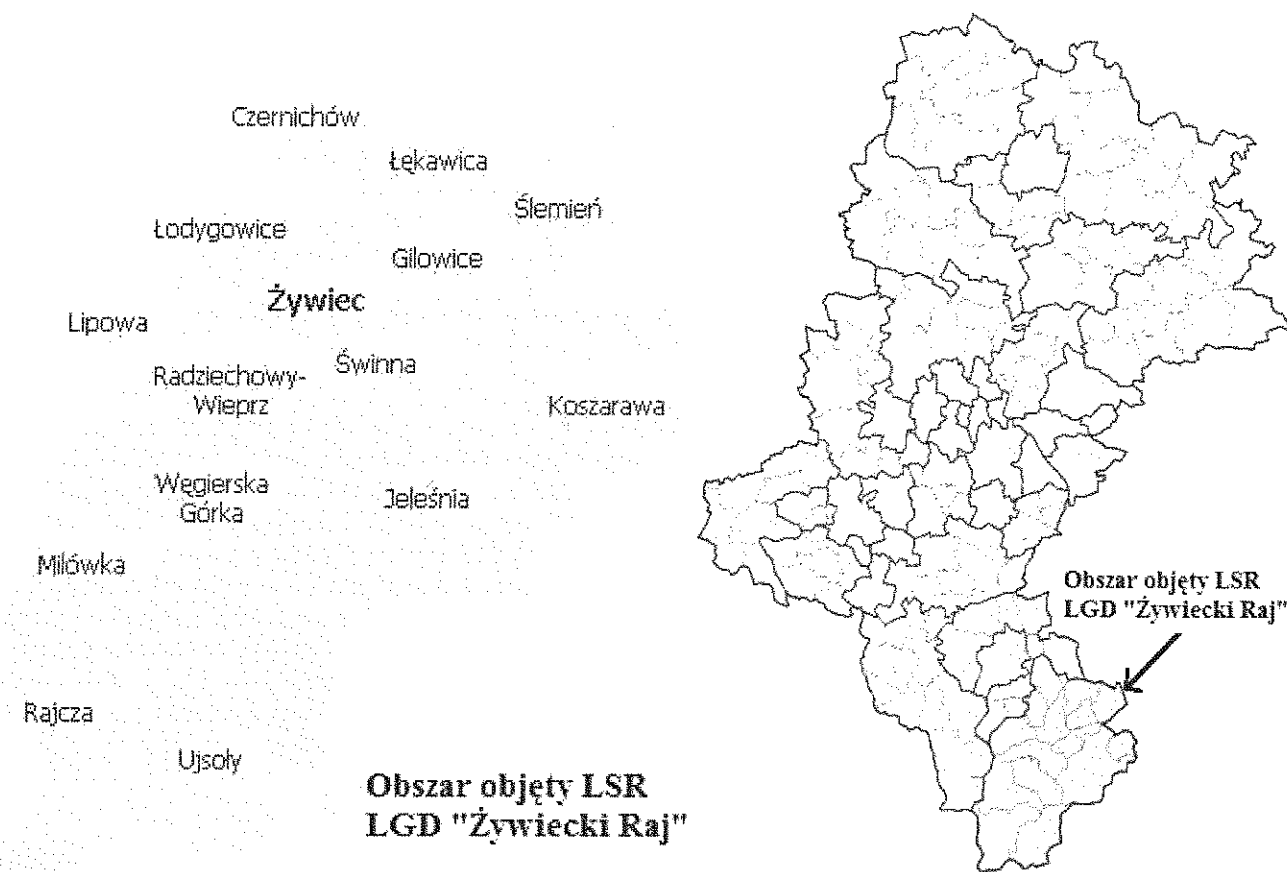 Czernichów
Łękawica
Ślemień
Łodygowice
Gilowice
Żywiec
Lipowa
Świnna
Radziechowy-
Wieprz
Koszarawa
Węgierska
Górka
Jeleśnia
Milówka
Rajcza
Ujsoły
Obszar objęty LSR
LGD "Żywiecki Raj"
Obszar objęty LSR
LGD "Żywiecki Raj"